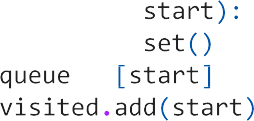 start):
set()
queue [start]
visited.add(start)